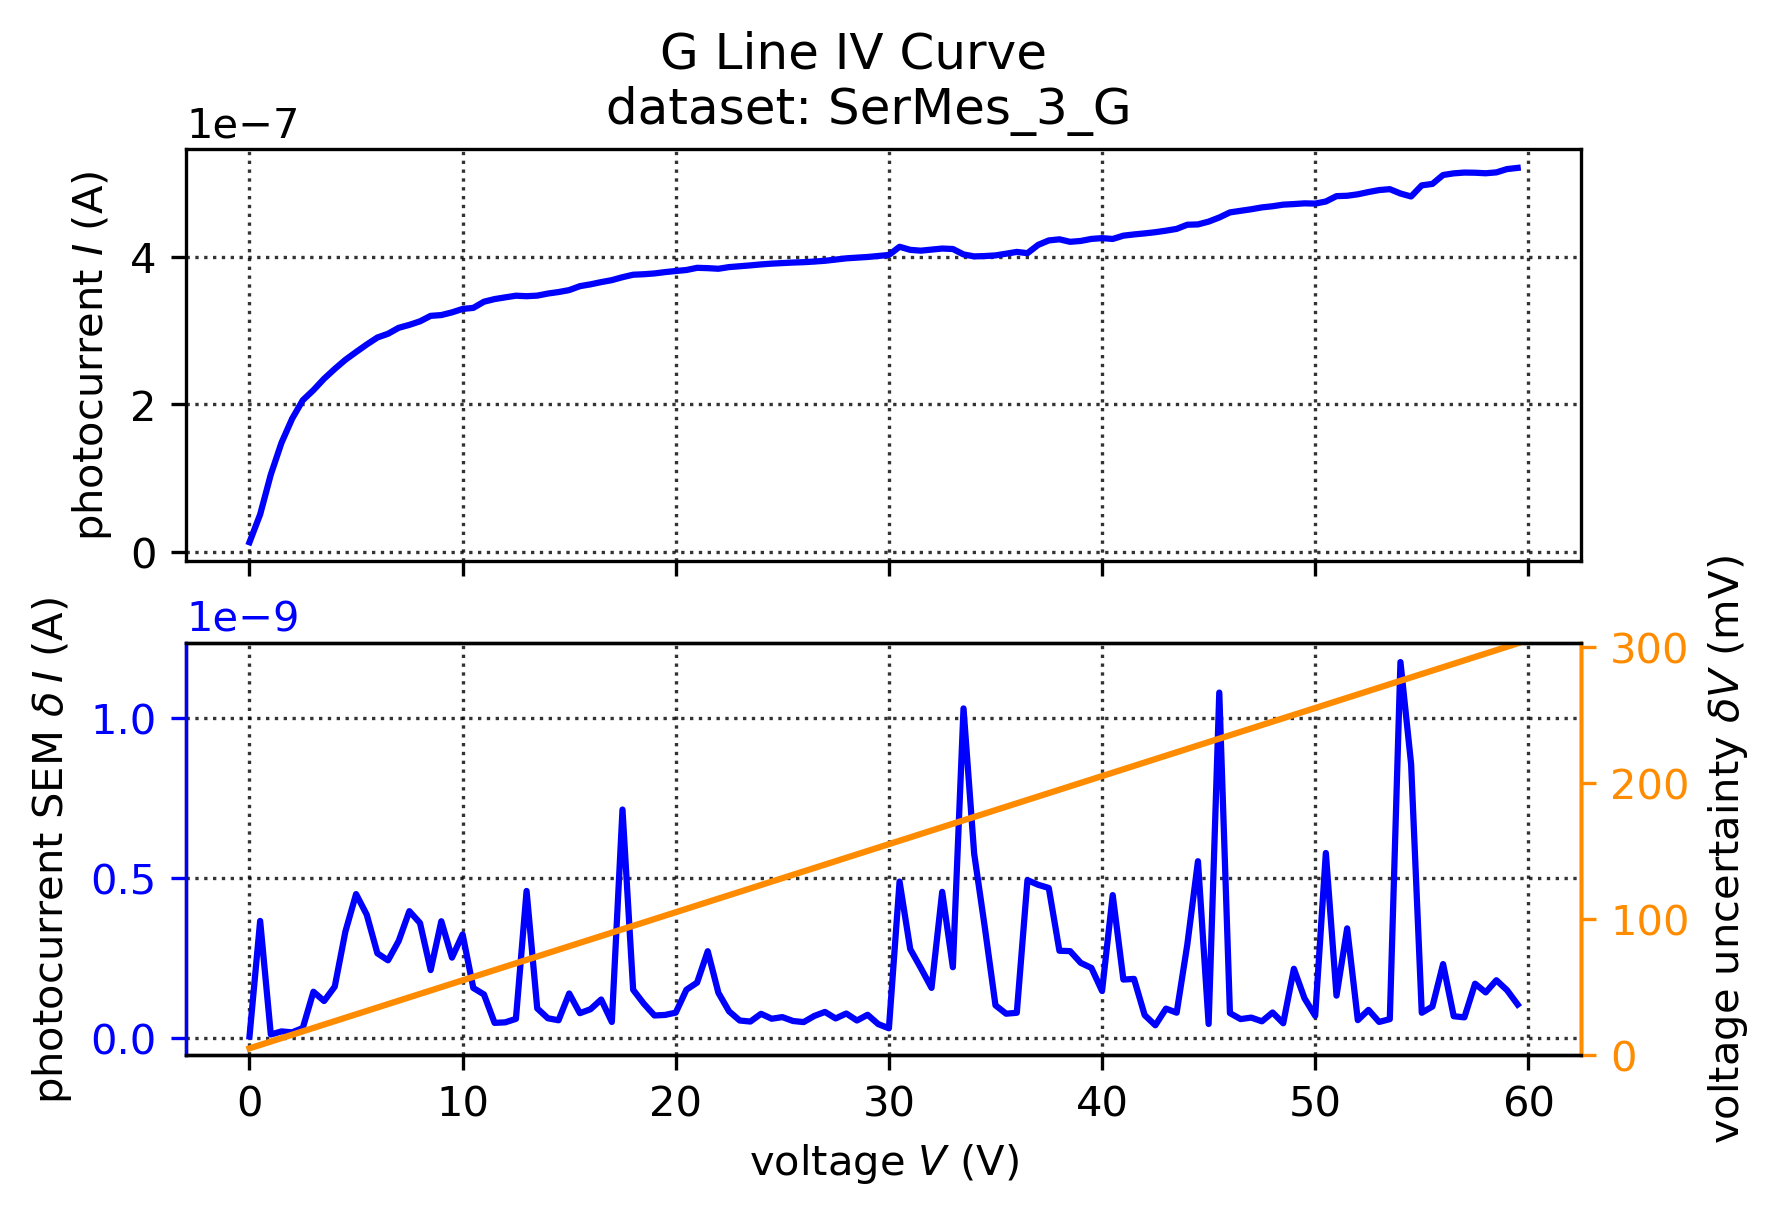 G Line IV Curve
dataset: SerMes_3_G
1e−7
photocurrent I (A)
4
2
0
1e−9
photocurrent SEM δ I (A)
1.0
0.5
0.0
300
200
100
0
voltage uncertainty δV (mV)
0 10 20 30 40 50 60
voltage V (V)